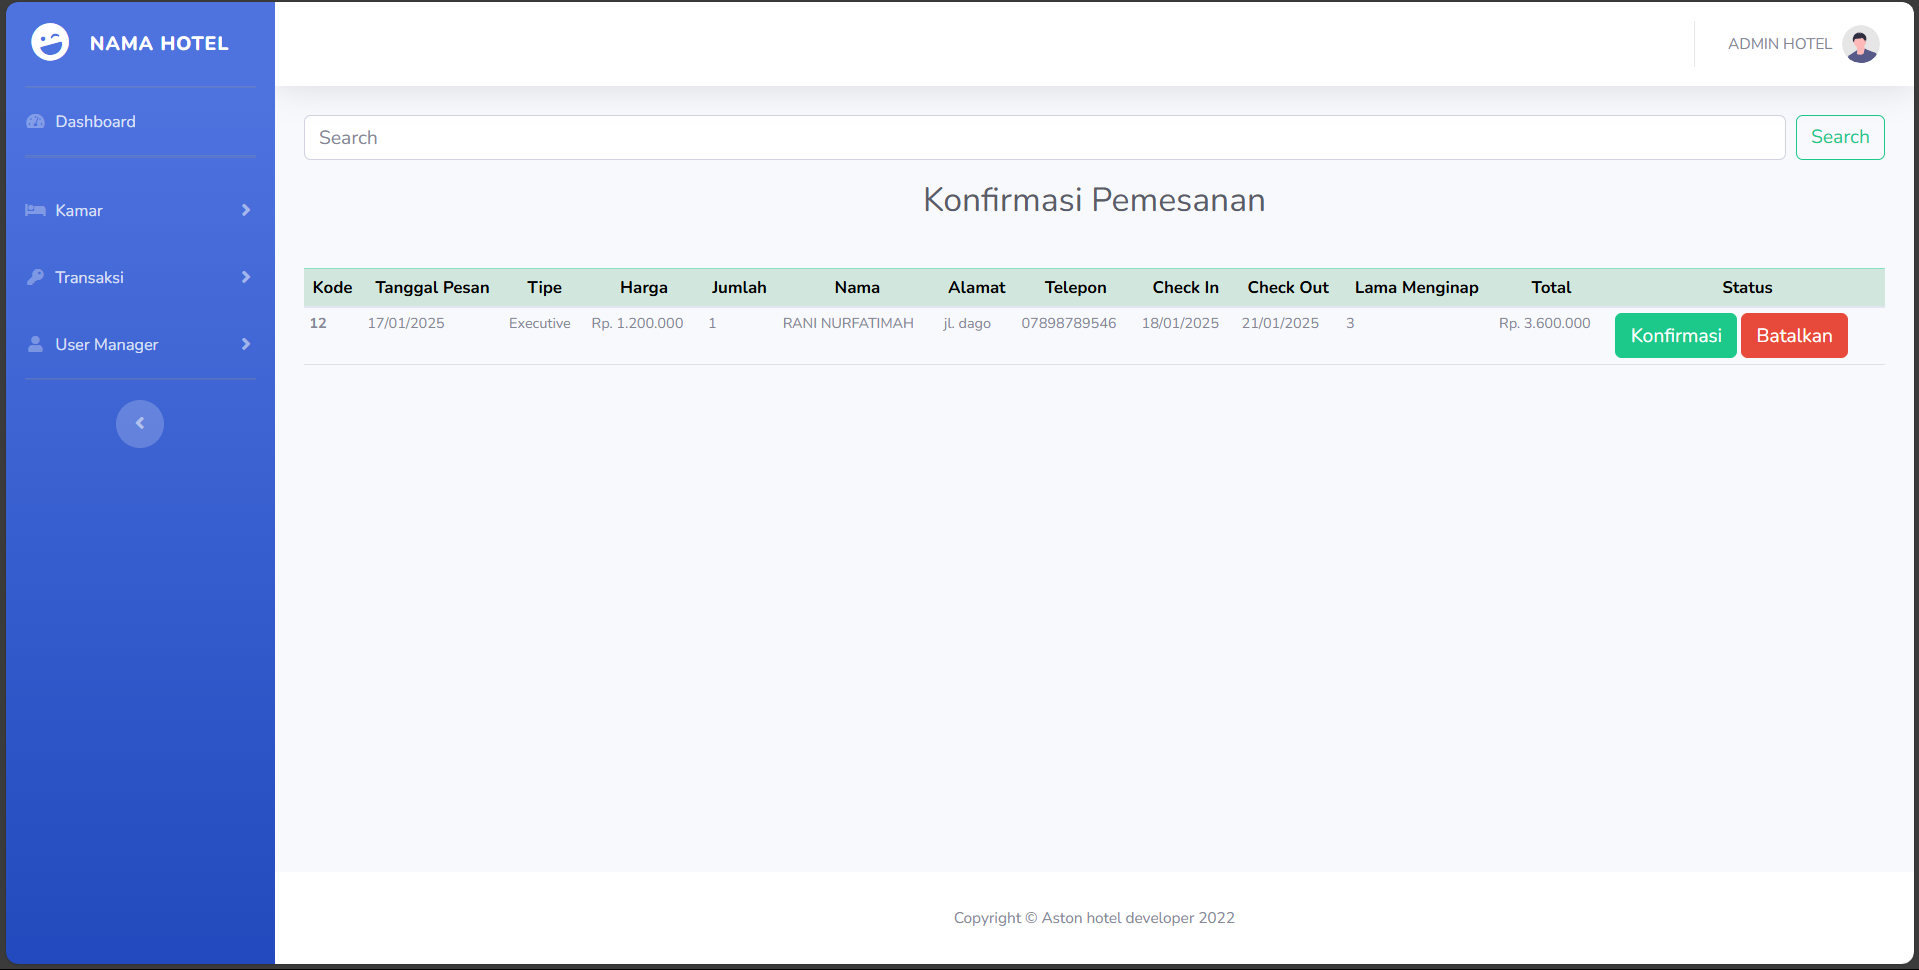 NAMA HOTEL
ADMIN HOTEL
Dashboard
Kamar
Transaksi
User Manager
Search
Search
Konfirmasi Pemesanan
Kode Tanggal Pesan Tipe Harga Jumlah Nama Alamat Telepon Check In Check Out Lama Menginap Total Status
12 17/01/2025 Executive Rp. 1.200.000 1 RANI NURFATIMAH jl. dago 07898789546 18/01/2025 21/01/2025 3 Rp. 3.600.000 Konfirmasi Batalkan
Copyright © Aston hotel developer 2022